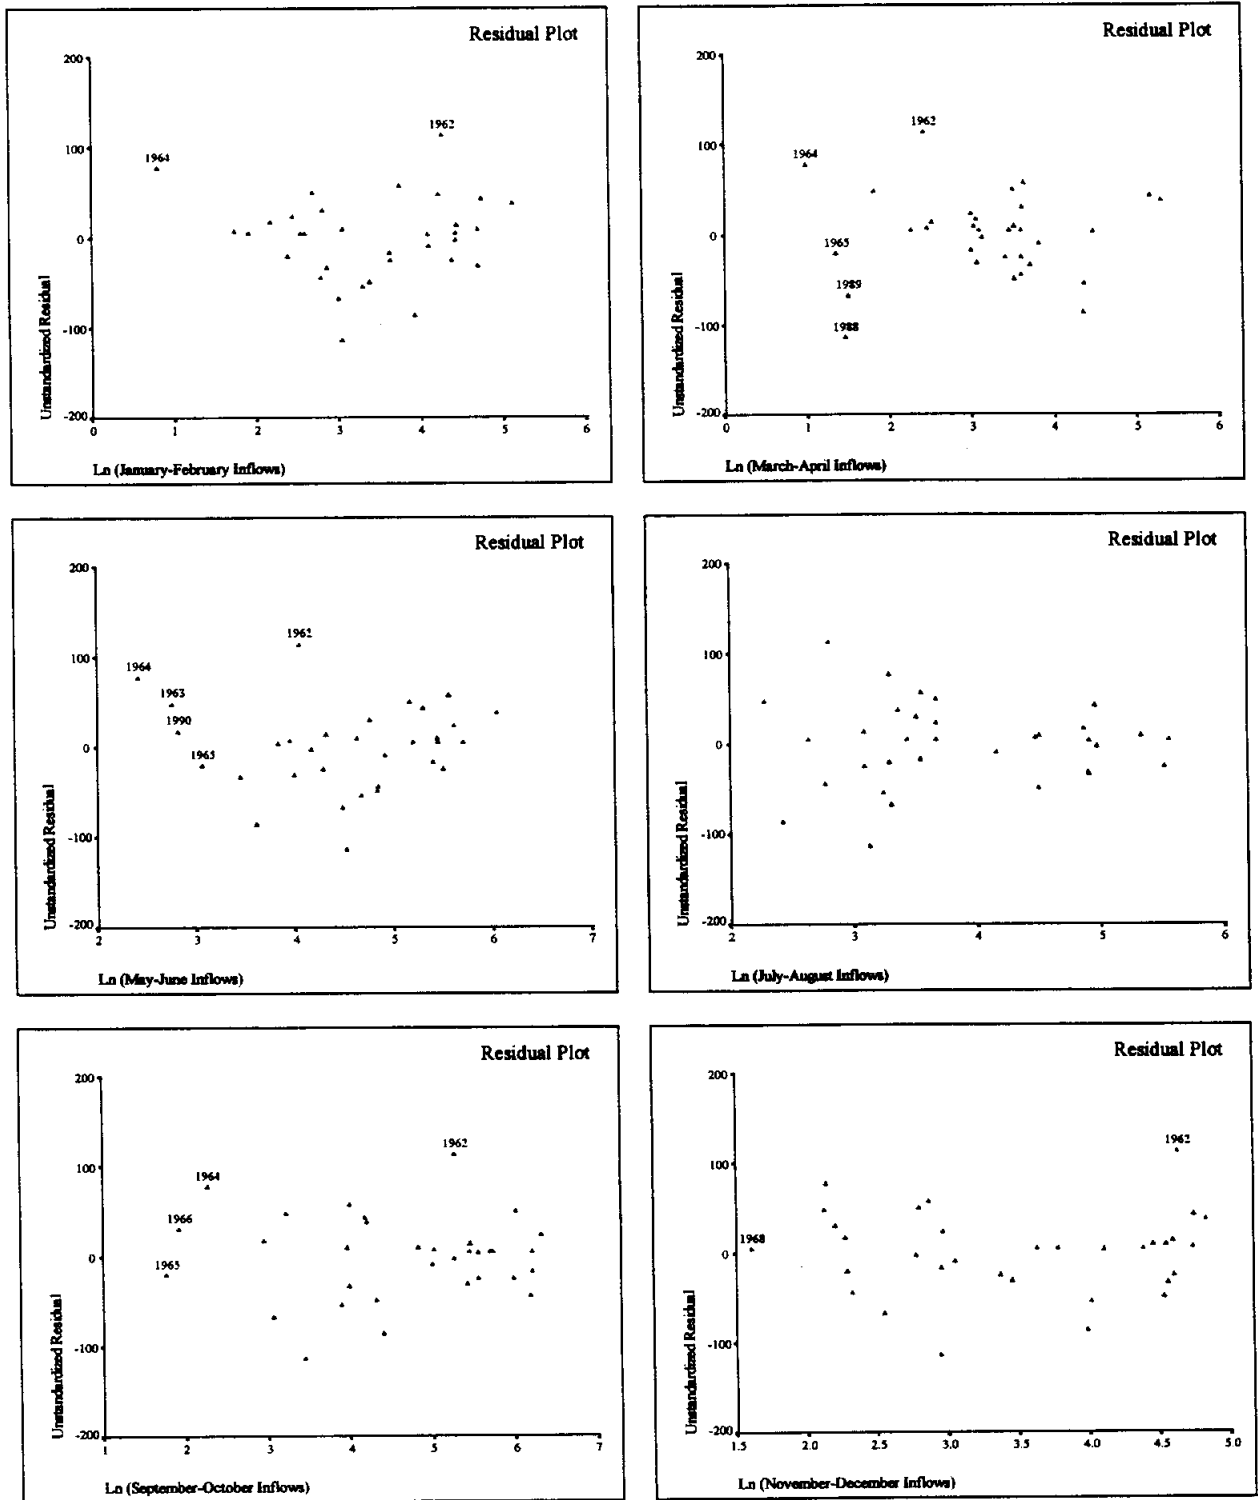 Residual Plot
200
100
0
-100
-200
Unstandardized Residual
1964
1962
0 1 2 3 4 5 6
Ln (January-February Inflows)
Residual Plot
200
100
0
-100
-200
Unstandardized Residual
1962
1964
1965
1989
1988
0 1 2 3 4 5 6
Ln (March-April Inflows)
Residual Plot
200
100
0
-100
-200
Unstandardized Residual
1962
1964
1963
1990
1965
2 3 4 5 6 7
Ln (May-June Inflows)
Residual Plot
200
100
0
-100
-200
Unstandardized Residual
2 3 4 5 6
Ln (July-August Inflows)
Residual Plot
200
100
0
-100
-200
Unstandardized Residual
1962
1964
1966
1965
1 2 3 4 5 6 7
Ln (September-October Inflows)
Residual Plot
200
100
0
-100
-200
Unstandardized Residual
1962
1968
1.5 2.0 2.5 3.0 3.5 4.0 4.5 5.0
Ln (November-December Inflows)